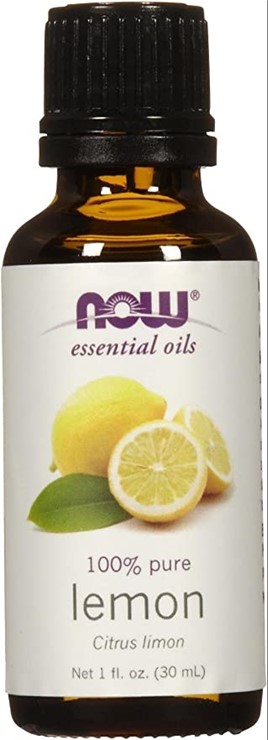 now®
essential oils
100% pure
lemon
Citrus limon
Net 1 fl. oz. (30 mL)